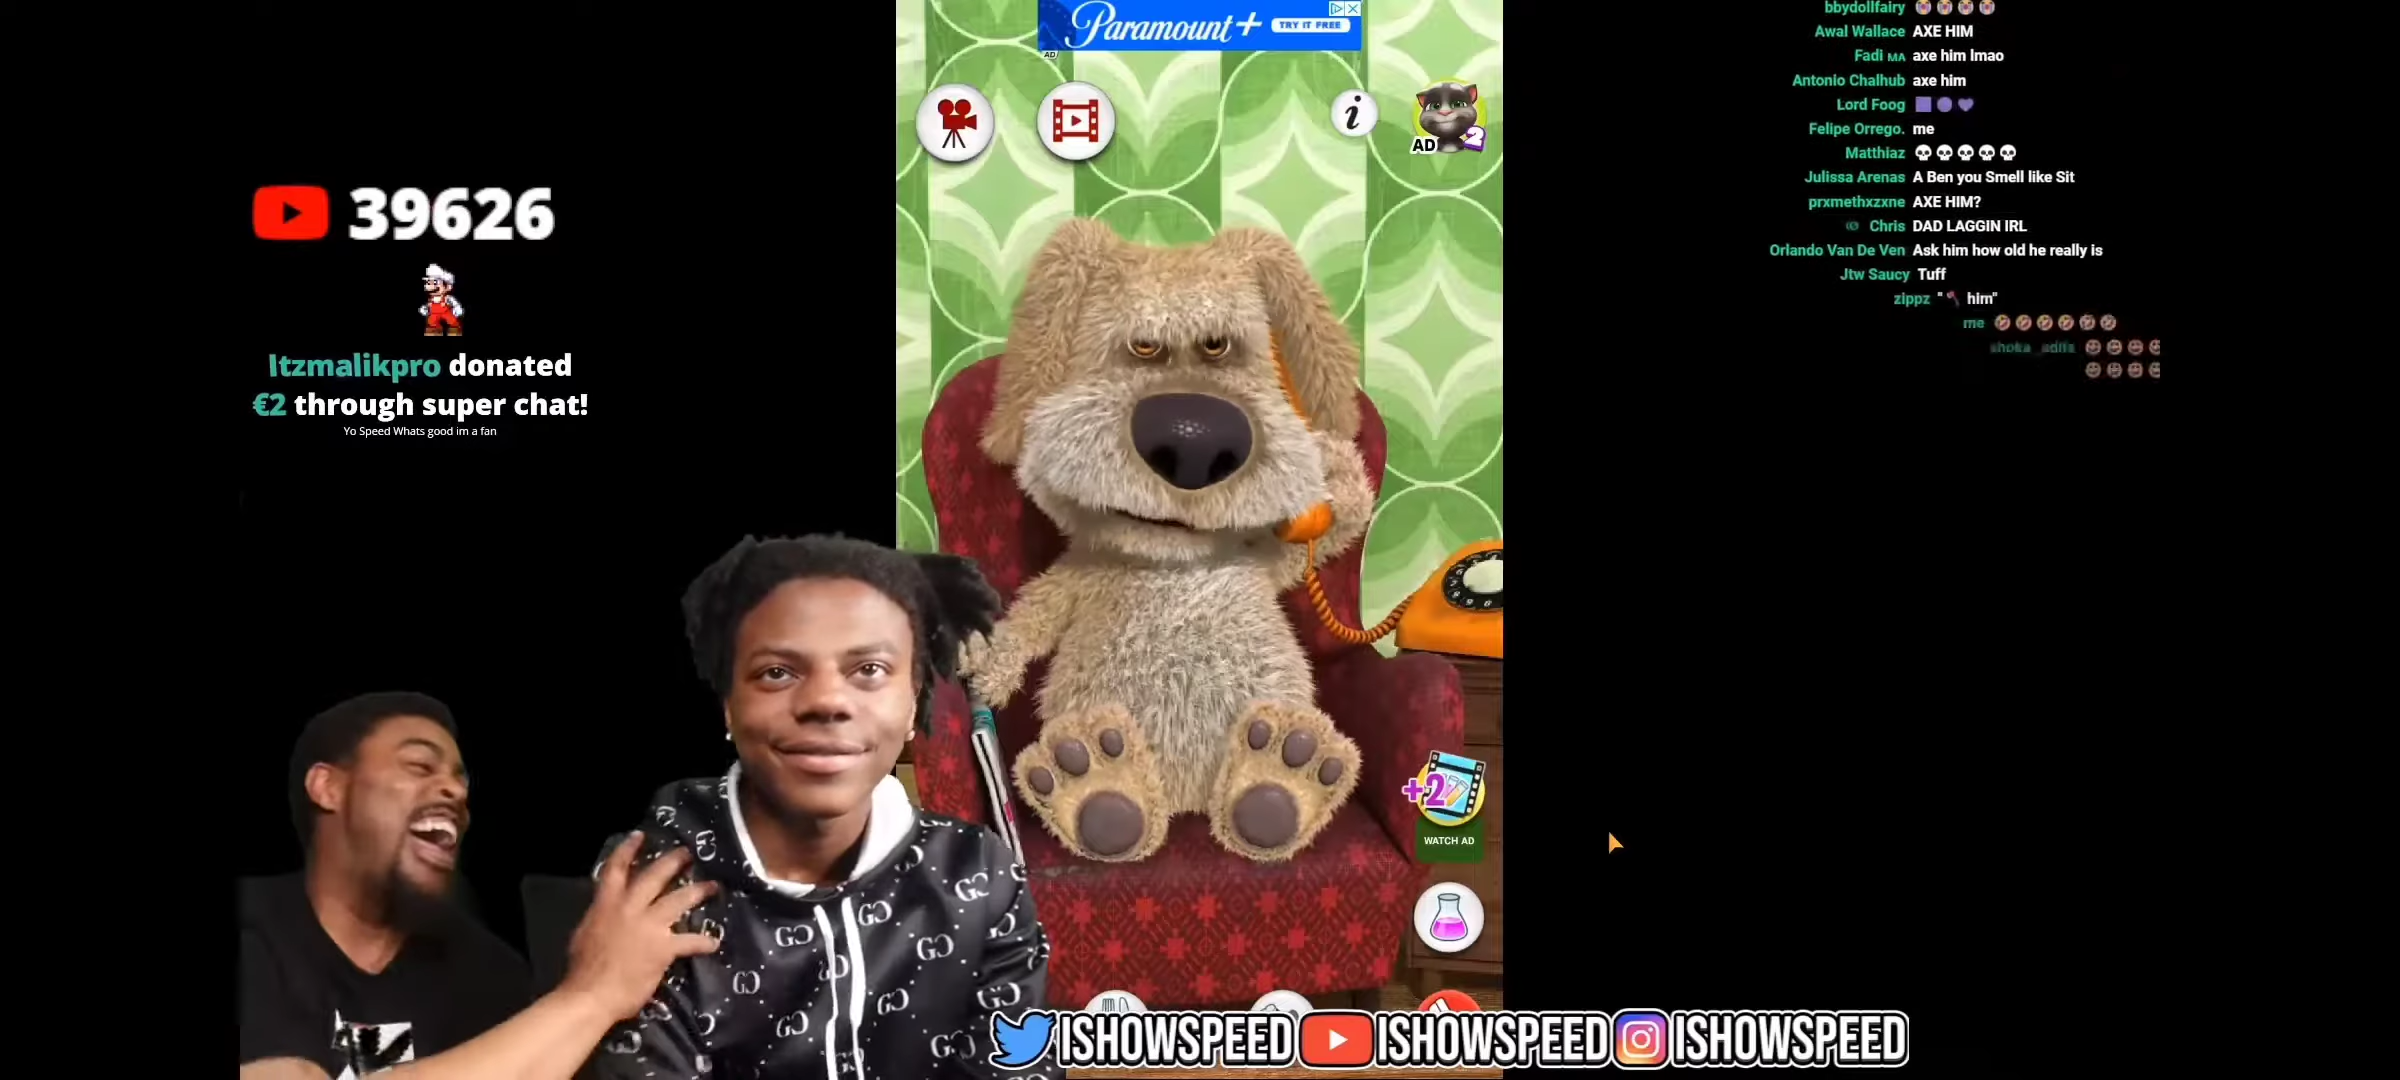 Paramount+ TRY IT FREE
AD
AD
2
39626
Itzmalikpro donated
€2 through super chat!
Yo Speed Whats good im a fan
bbydollfairy
Awal Wallace AXE HIM
Fadi MA axe him lmao
Antonio Chalhub axe him
Lord Foog
Felipe Orrego. me
Matthiaz
Julissa Arenas A Ben you Smell like Sit
prxmethxzxne AXE HIM?
Chris DAD LAGGIN IRL
Orlando Van De Ven Ask him how old he really is
Jtw Saucy Tuff
zippz " him"
me
+2
WATCH AD
ISHOWSPEED ISHOWSPEED ISHOWSPEED